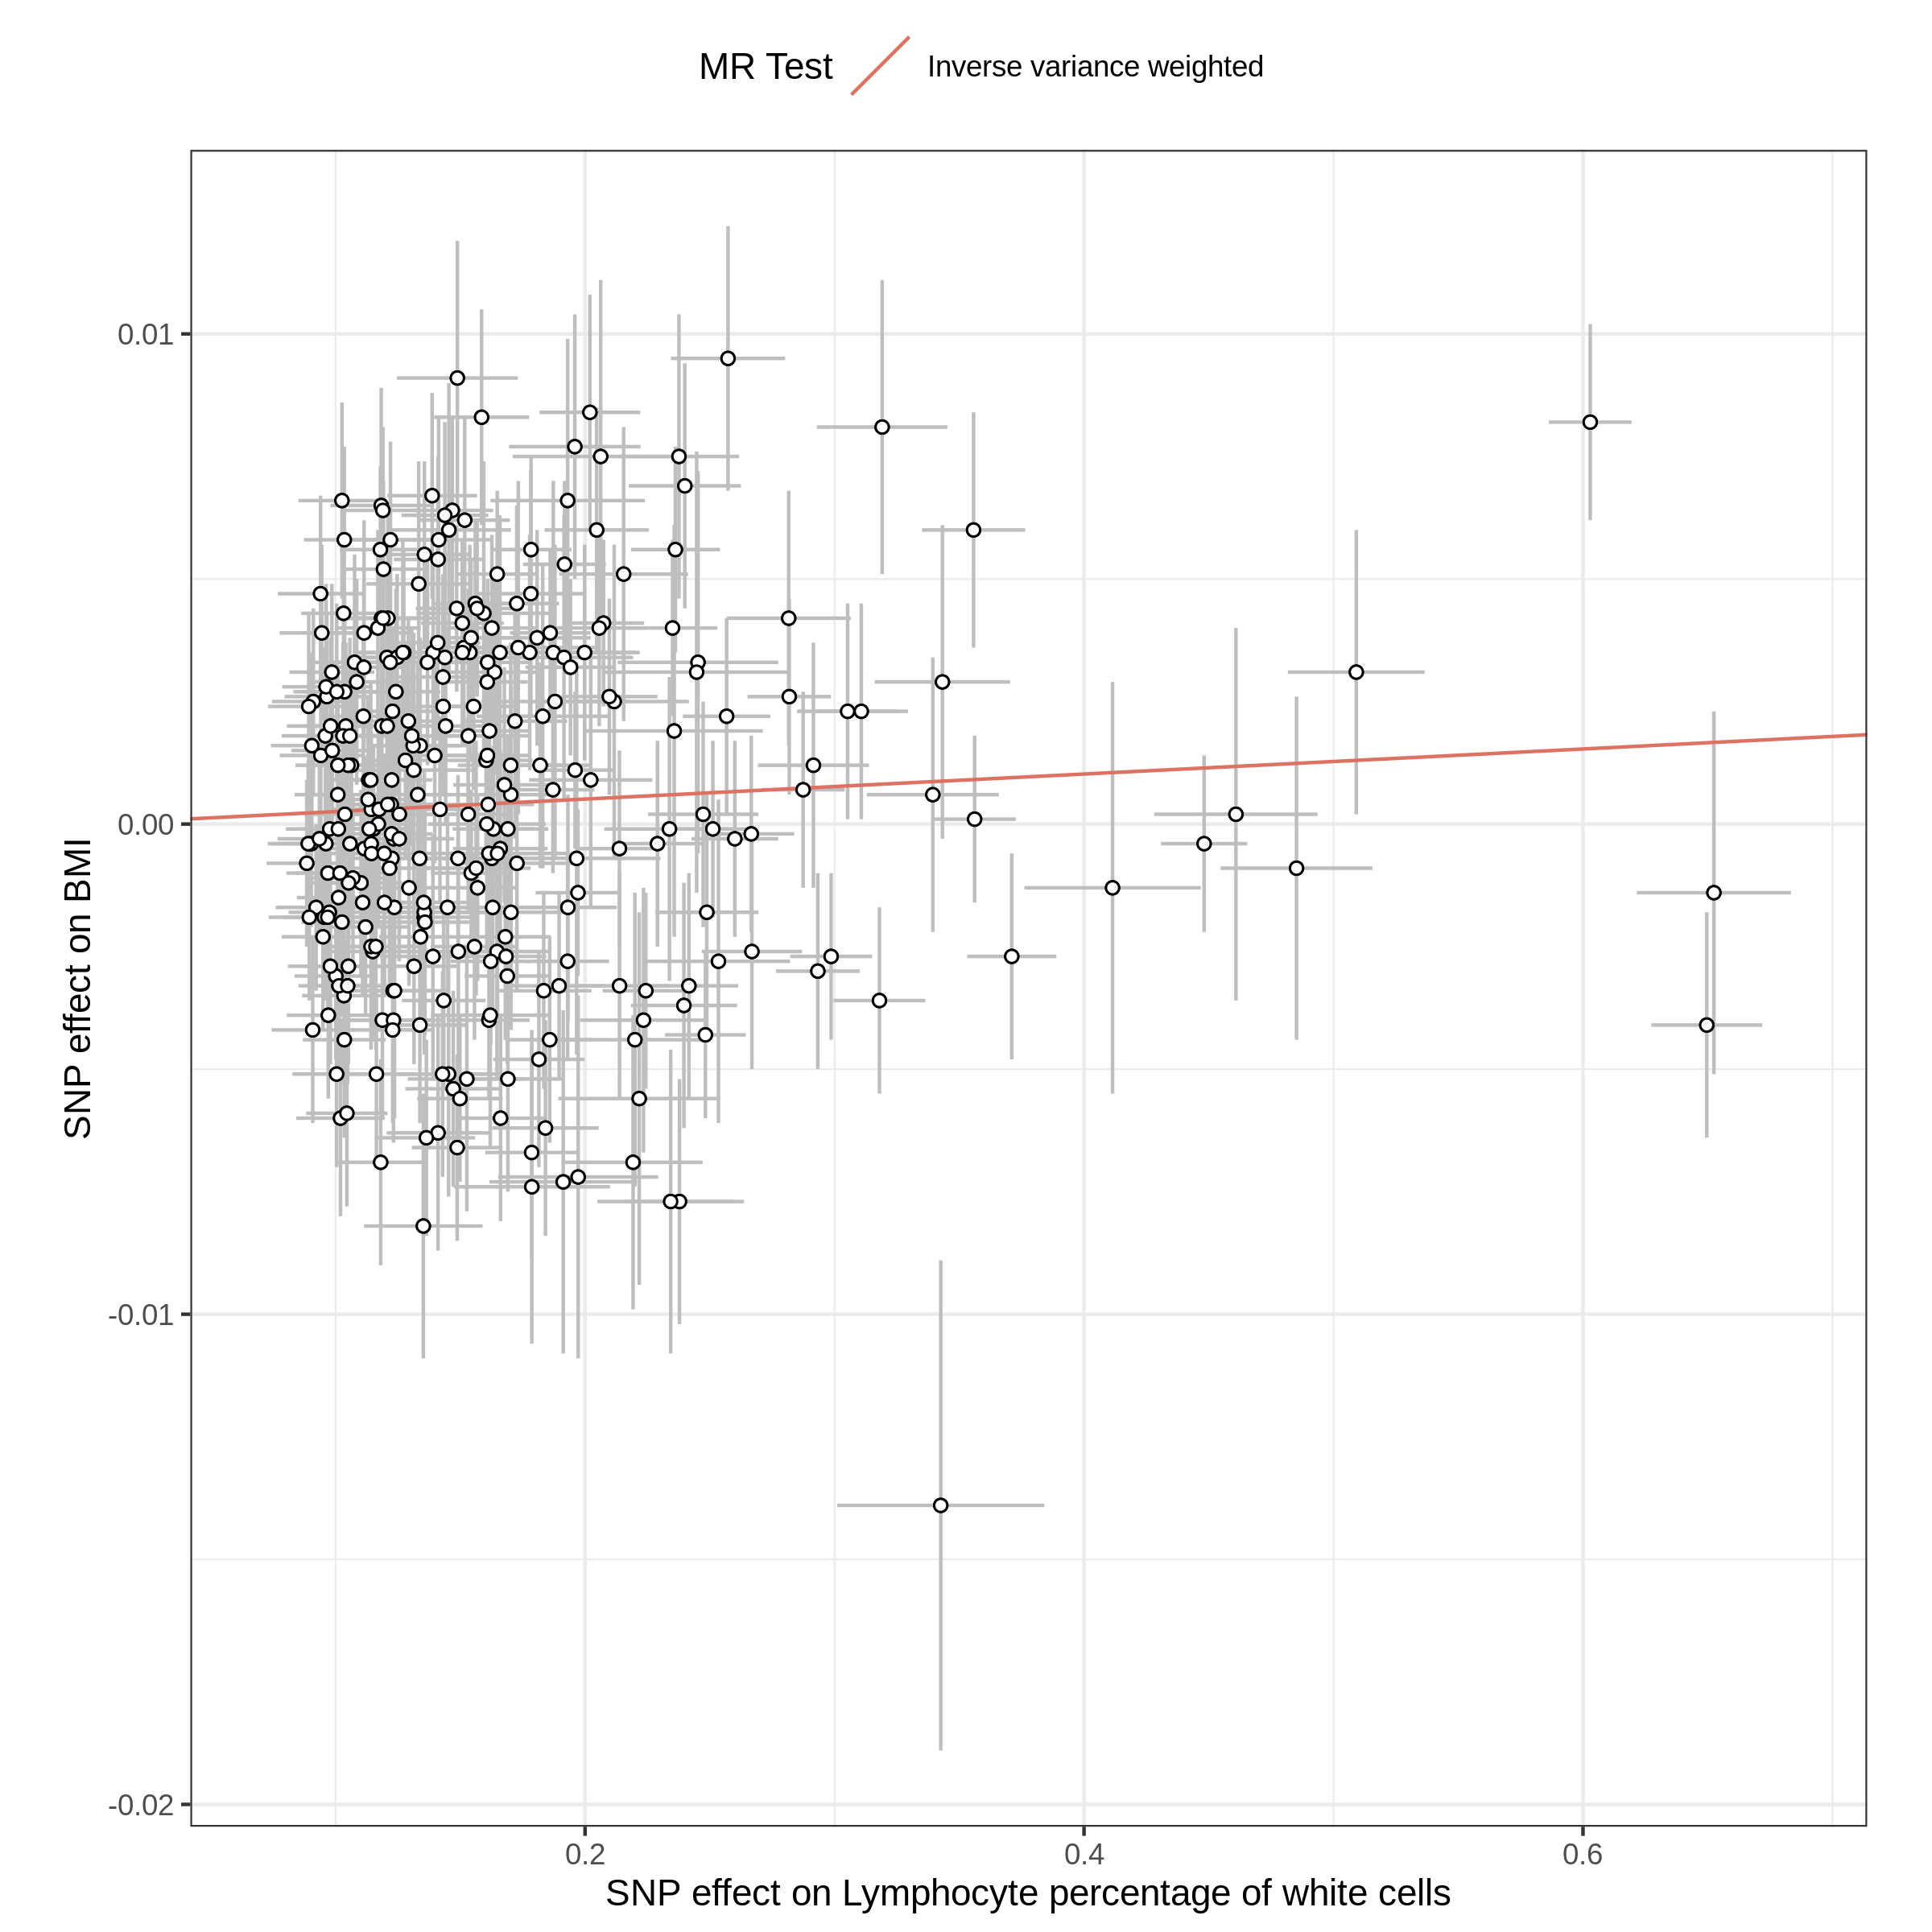 MR Test Inverse variance weighted
0.01
0.00
-0.01
-0.02
SNP effect on BMI
0.2 0.4 0.6
SNP effect on Lymphocyte percentage of white cells